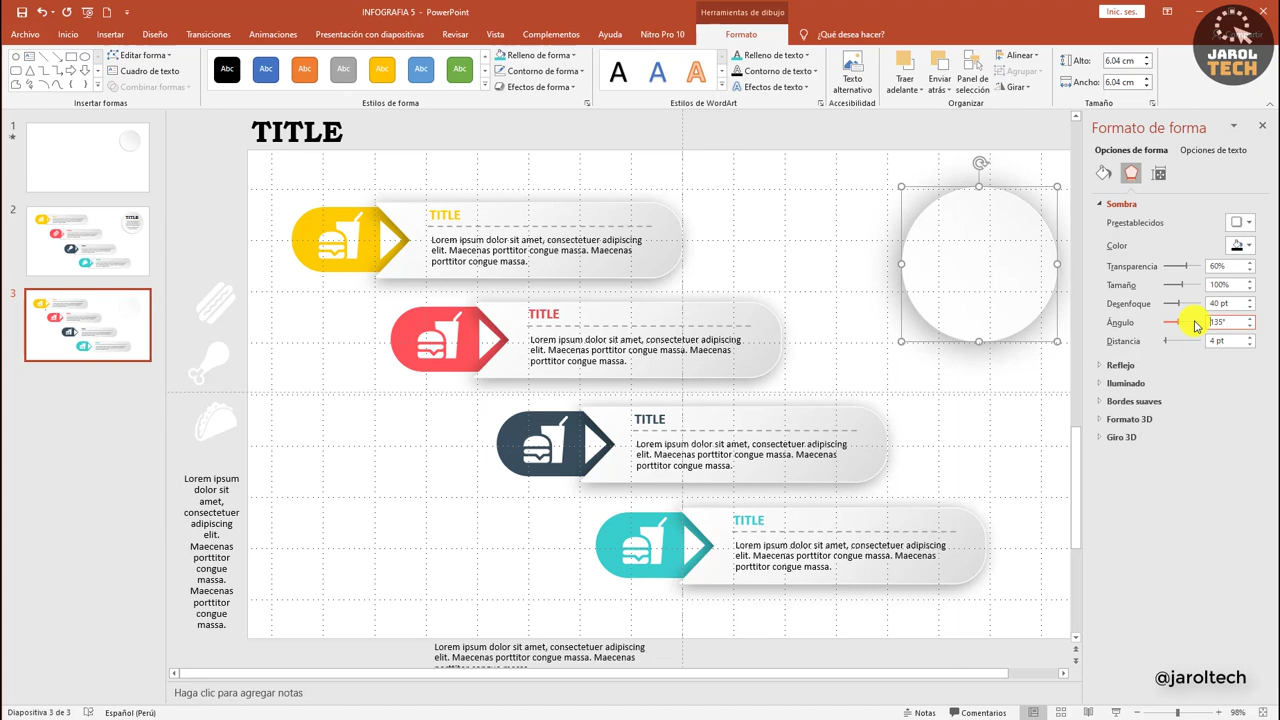 INFOGRAFIA 5 - PowerPoint
Herramientas de dibujo
Inic. ses.
Archivo Inicio Insertar Diseño Transiciones Animaciones Presentación con diapositivas Revisar Vista Complementos Ayuda Nitro Pro 10 Formato ¿Qué desea hacer?
JAROL
TECH
Editar forma
Cuadro de texto
Combinar formas
Insertar formas
Abc Abc Abc Abc Abc Abc Abc
Estilos de forma
Relleno de forma
Contorno de forma
Efectos de forma
A A A
Estilos de WordArt
Relleno de texto
Contorno de texto
Efectos de texto
Texto
alternativo
Accesibilidad
Traer
adelante
Enviar
atrás
Panel de
selección
Alinear
Agrupar
Girar
Organizar
Alto: 6.04 cm
Ancho: 6.04 cm
Tamaño
1
2
3
TITLE
TITLE
Lorem ipsum dolor sit amet, consectetuer adipiscing
elit. Maecenas porttitor congue massa.
porttitor congue massa.
TITLE
Lorem ipsum dolor sit amet, consectetuer adipiscing
elit. Maecenas porttitor congue massa.
porttitor congue massa.
TITLE
Lorem ipsum dolor sit amet, consectetuer adipiscing
elit. Maecenas porttitor congue massa.
porttitor congue massa.
TITLE
Lorem ipsum dolor sit amet, consectetuer adipiscing
elit. Maecenas porttitor congue massa.
porttitor congue massa.
Lorem ipsum
dolor sit
amet,
consectetuer
adipiscing
elit.
Maecenas
porttitor
congue
massa.
Maecenas
porttitor
congue
massa.
Lorem ipsum dolor sit amet, consectetuer adipiscing
elit. Maecenas porttitor congue massa. Maecenas
Formato de forma
Opciones de forma Opciones de texto
Sombra
Preestablecidos
Color
Transparencia 60%
Tamaño 100%
Desenfoque 40 pt
Ángulo 135°
Distancia 4 pt
Reflejo
Iluminado
Bordes suaves
Formato 3D
Giro 3D
@jaroltech
Haga clic para agregar notas
Diapositiva 3 de 3 Español (Perú) Notas Comentarios 98%